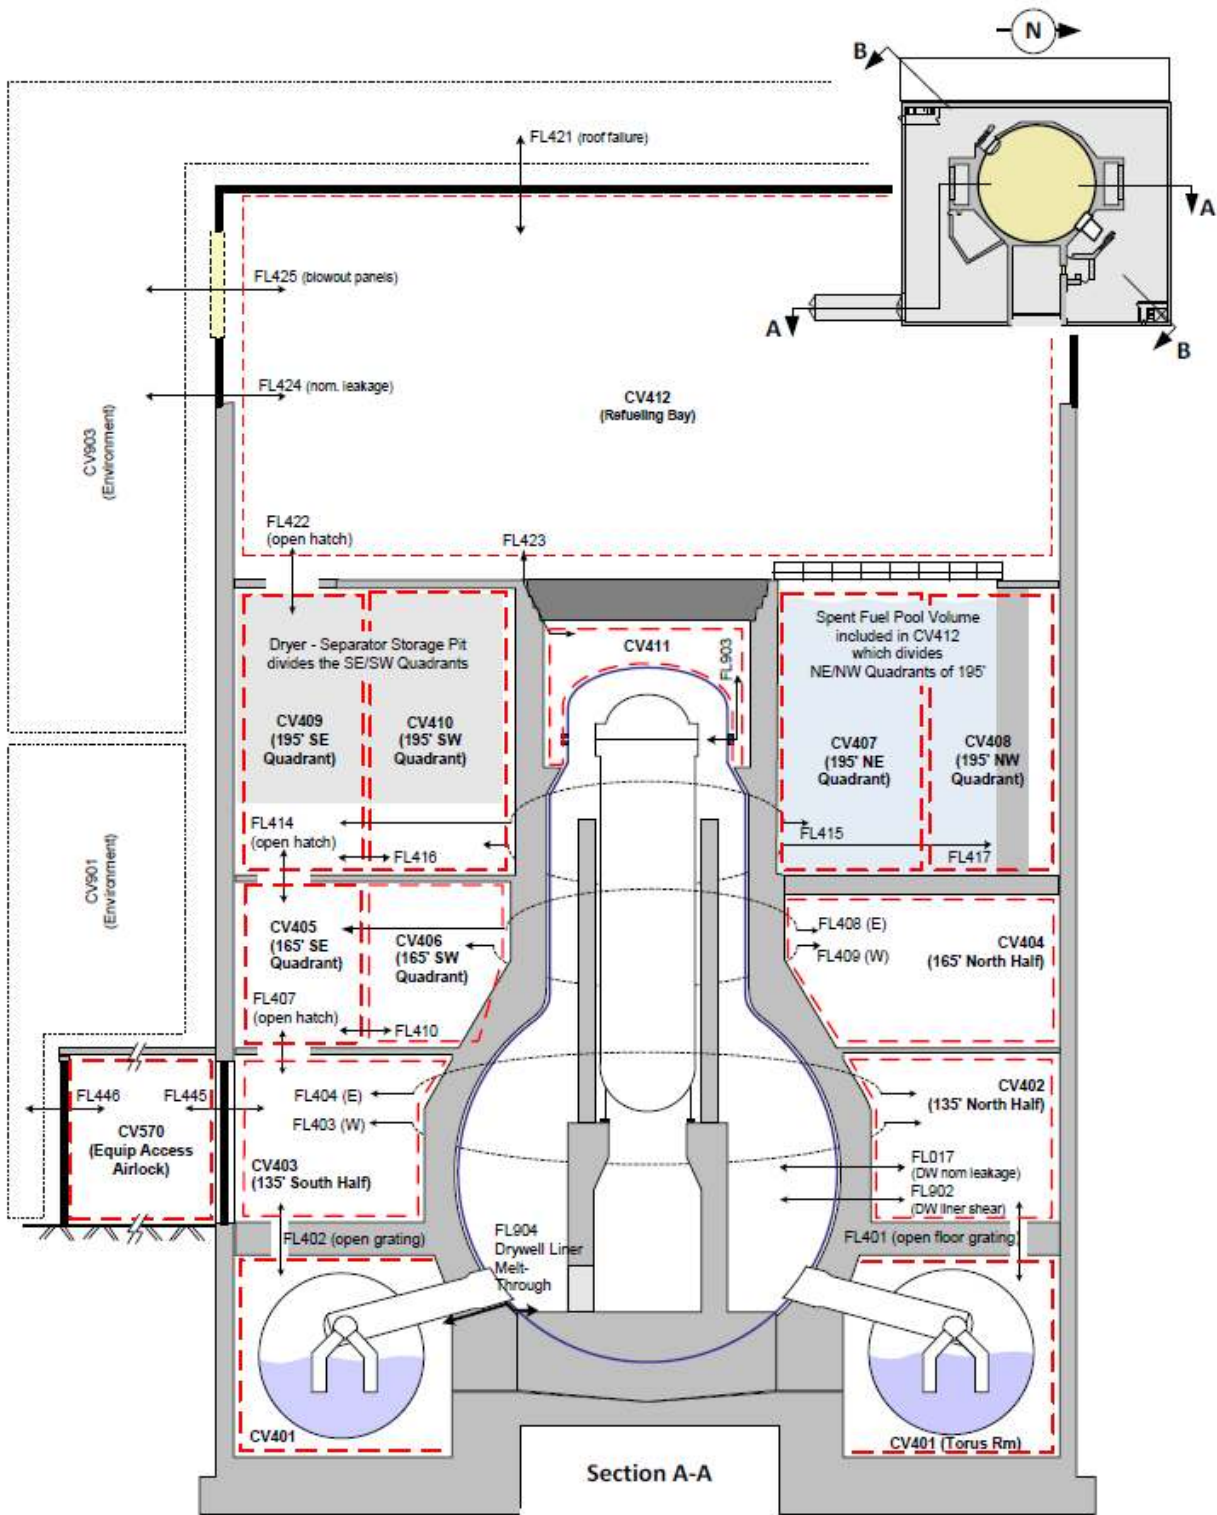 N
B
A
A
B
FL421 (roof failure)
FL425 (blowout panels)
FL424 (nom. leakage)
CV412
(Refueling Bay)
CV903
(Environment)
FL422
(open hatch)
FL423
Dryer - Separator Storage Pit
divides the SE/SW Quadrants
CV411
FL903
Spent Fuel Pool Volume
included in CV412
which divides
NE/NW Quadrants of 195'
CV409
(195' SE
Quadrant)
CV410
(195' SW
Quadrant)
CV407
(195' NE
Quadrant)
CV408
(195' NW
Quadrant)
FL414
(open hatch)
FL416
FL415
FL417
CV901
(Environment)
CV405
(165' SE
Quadrant)
CV406
(165' SW
Quadrant)
FL408 (E)
FL409 (W)
CV404
(165' North Half)
FL407
(open hatch)
FL410
FL446
FL445
CV570
(Equip Access
Airlock)
FL404 (E)
FL403 (W)
CV403
(135' South Half)
CV402
(135' North Half)
FL017
(DW nom leakage)
FL902
(DW liner shear)
FL402 (open grating)
FL401 (open floor grating)
FL904
Drywell Liner
Melt-
Through
CV401
CV401 (Torus Rm)
Section A-A